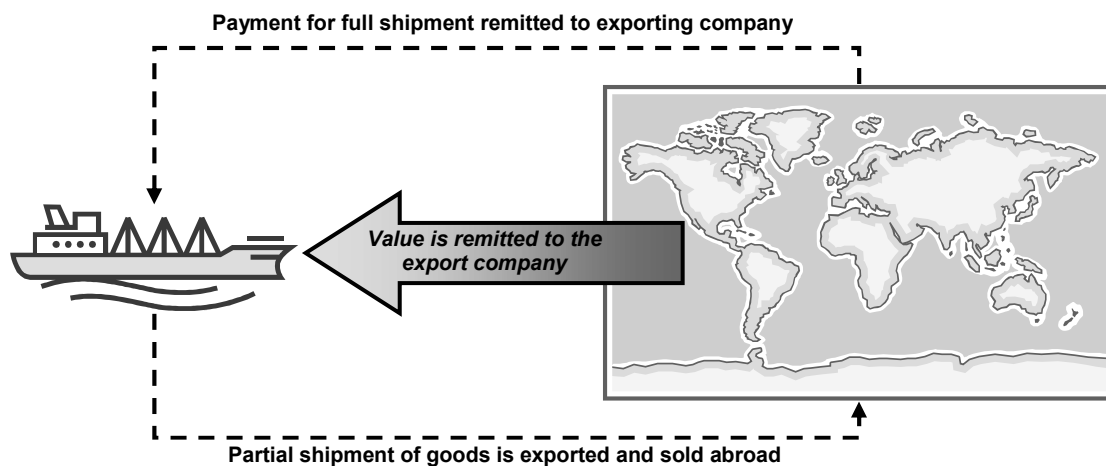 Payment for full shipment remitted to exporting company
Value is remitted to the
export company
Partial shipment of goods is exported and sold abroad